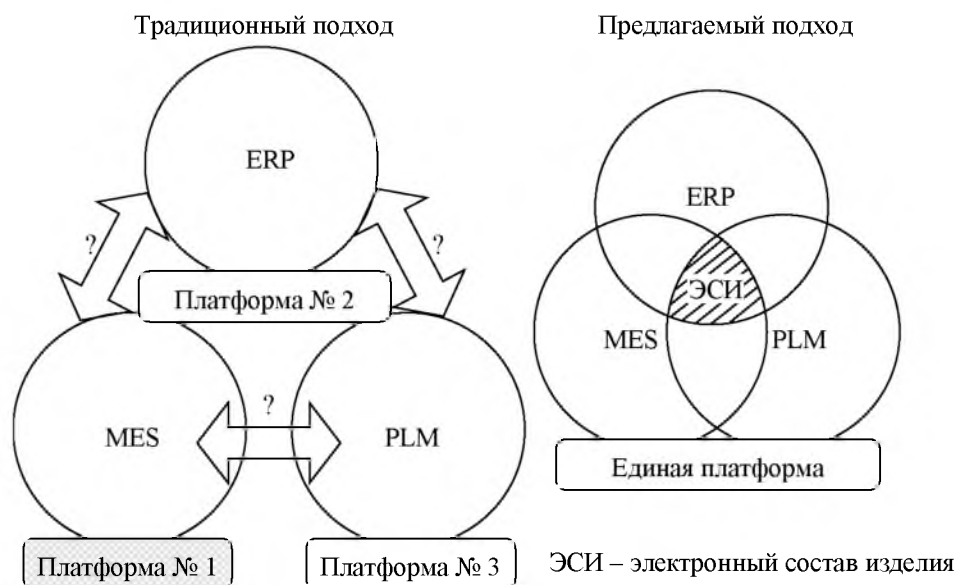 Традиционный подход
ERP
?
?
Платформа № 2
?
MES
PLM
Платформа № 1
Платформа № 3
Предлагаемый подход
ERP
ЭСИ
MES
PLM
Единая платформа
ЭСИ – электронный состав изделия